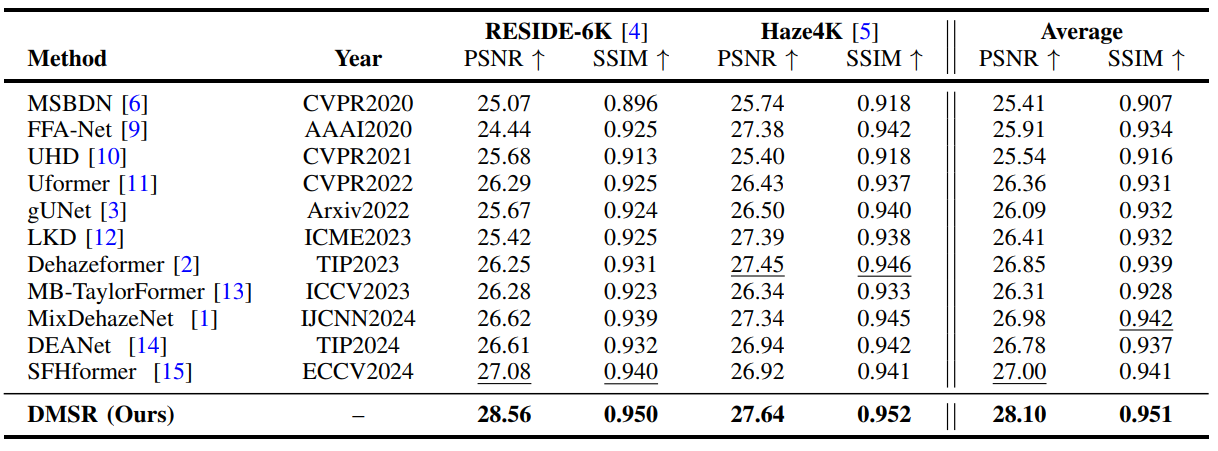 RESIDE-6K [4] Haze4K [5] Average
Method Year PSNR ↑ SSIM ↑ PSNR ↑ SSIM ↑ PSNR ↑ SSIM ↑
MSBDN [6] CVPR2020 25.07 0.896 25.74 0.918 25.41 0.907
FFA-Net [9] AAAI2020 24.44 0.925 27.38 0.942 25.91 0.934
UHD [10] CVPR2021 25.68 0.913 25.40 0.918 25.54 0.916
Uformer [11] CVPR2022 26.29 0.925 26.43 0.937 26.36 0.931
gUNet [3] Arxiv2022 25.67 0.924 26.50 0.940 26.09 0.932
LKD [12] ICME2023 25.42 0.925 27.39 0.938 26.41 0.932
Dehazeformer [2] TIP2023 26.25 0.931 27.45 0.946 26.85 0.939
MB-TaylorFormer [13] ICCV2023 26.28 0.923 26.34 0.933 26.31 0.928
MixDehazeNet [1] IJCNN2024 26.62 0.939 27.34 0.945 26.98 0.942
DEANet [14] TIP2024 26.61 0.932 26.94 0.942 26.78 0.937
SFHformer [15] ECCV2024 27.08 0.940 26.92 0.941 27.00 0.941
DMSR (Ours) – 28.56 0.950 27.64 0.952 28.10 0.951